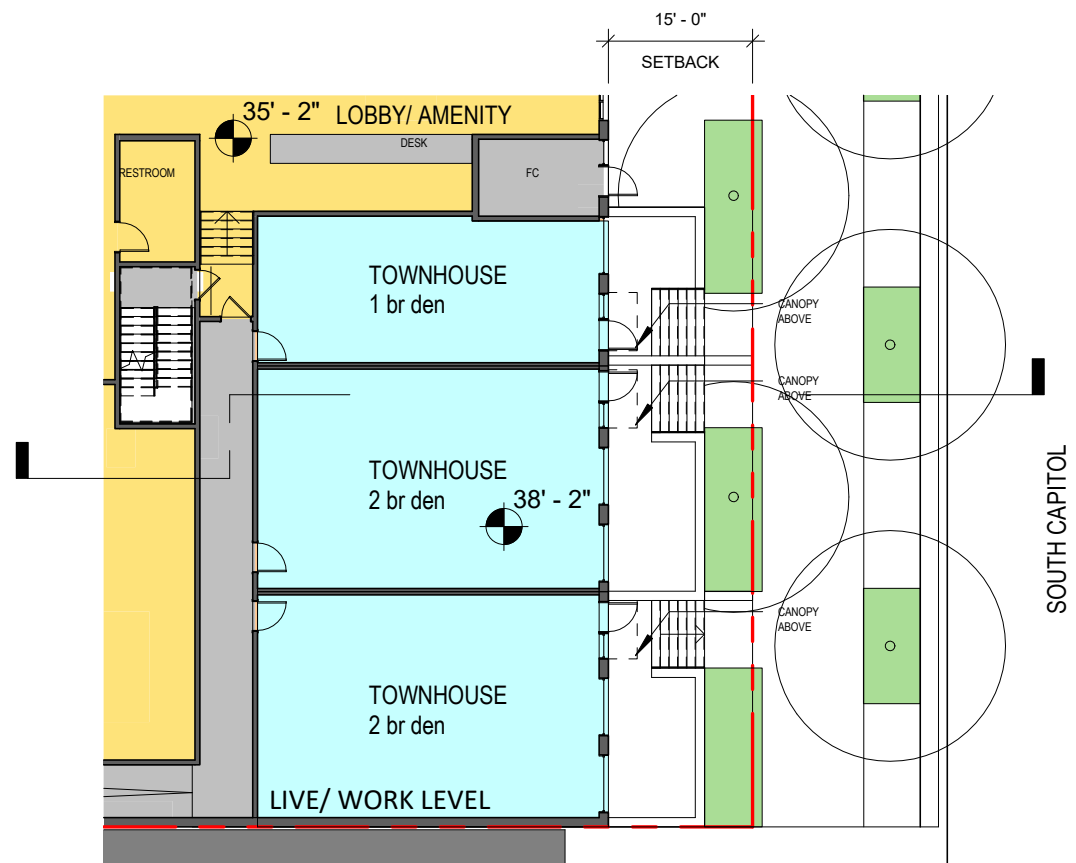 15' - 0"
SETBACK
35' - 2"
LOBBY/ AMENITY
DESK
RESTROOM
FC
TOWNHOUSE
1 br den
CANOPY
ABOVE
CANOPY
ABOVE
TOWNHOUSE
2 br den
38' - 2"
SOUTH CAPITOL
CANOPY
ABOVE
TOWNHOUSE
2 br den
LIVE/ WORK LEVEL